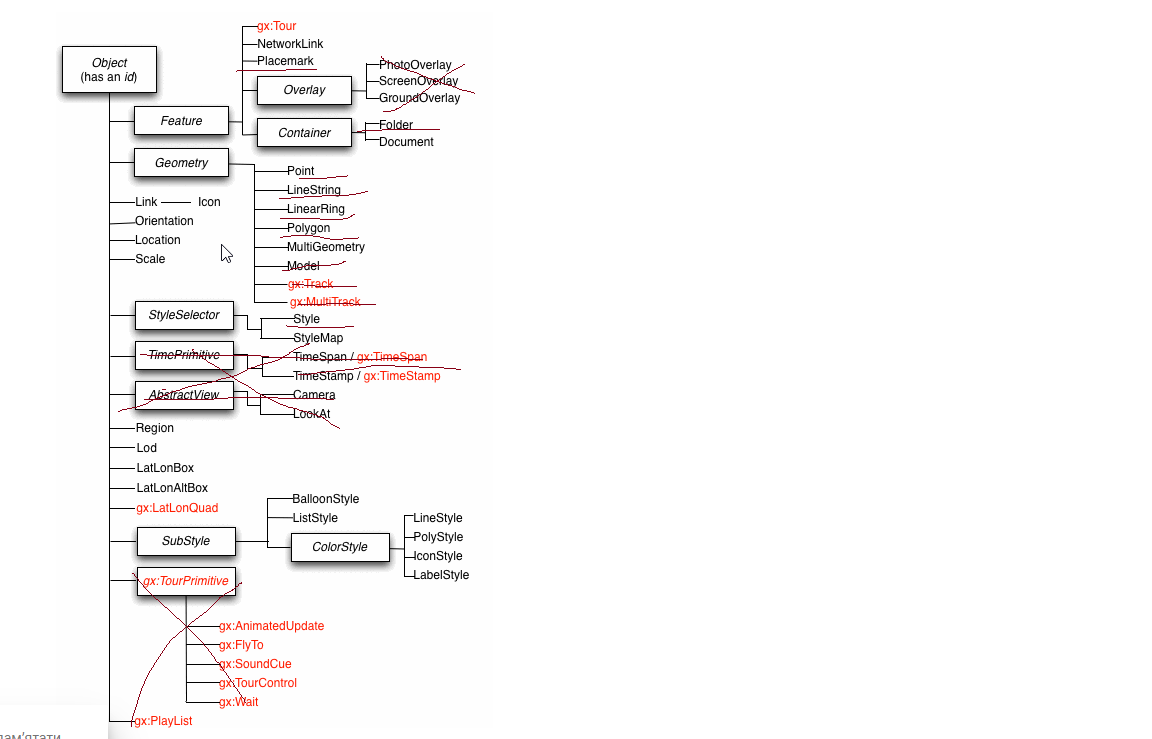 gx:Tour
NetworkLink
Placemark
Object
(has an id)
PhotoOverlay
ScreenOverlay
GroundOverlay
Overlay
Feature
Container
Folder
Document
Geometry
Point
LineString
LinearRing
Polygon
MultiGeometry
Model
gx:Track
gx:MultiTrack
Link
Icon
Orientation
Location
Scale
StyleSelector
Style
StyleMap
TimePrimitive
TimeSpan / gx:TimeSpan
TimeStamp / gx:TimeStamp
AbstractView
Camera
LookAt
Region
Lod
LatLonBox
LatLonAltBox
gx:LatLonQuad
SubStyle
BalloonStyle
ListStyle
ColorStyle
LineStyle
PolyStyle
IconStyle
LabelStyle
gx:TourPrimitive
gx:AnimatedUpdate
gx:FlyTo
gx:SoundCue
gx:TourControl
gx:Wait
gx:PlayList